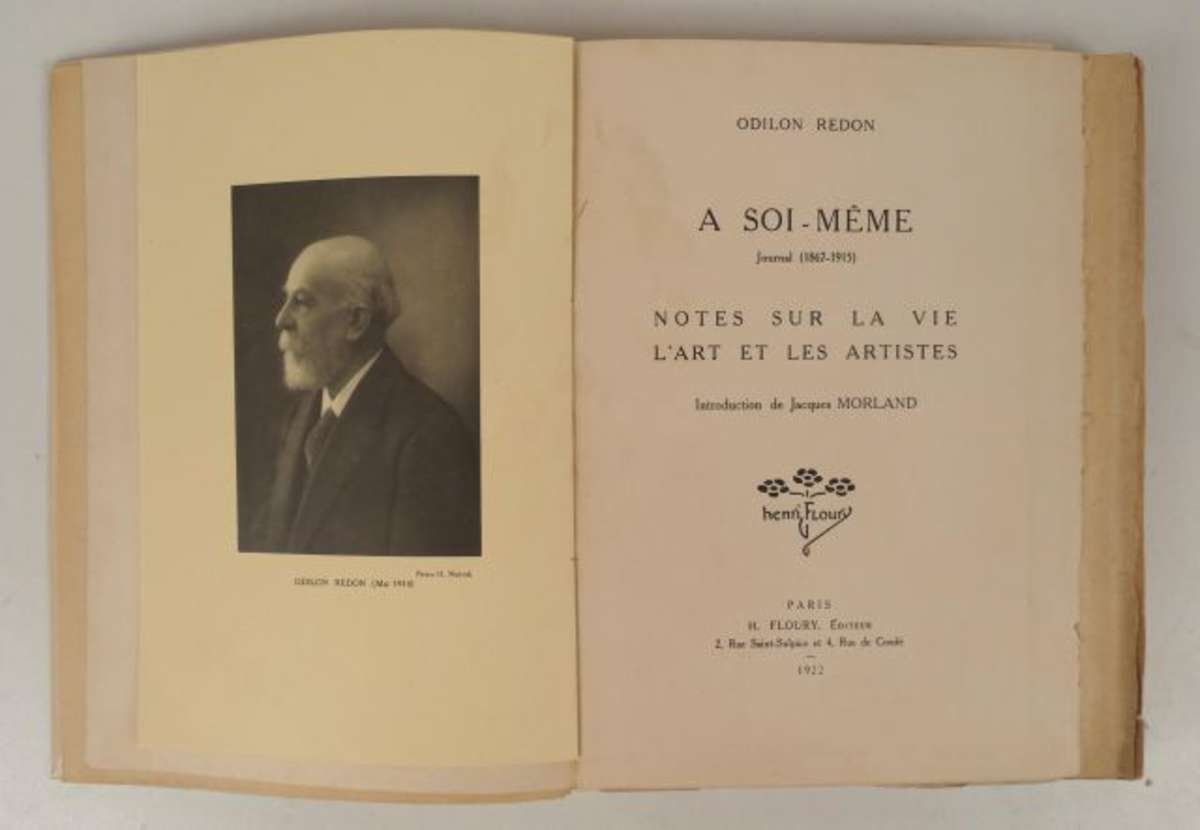 Photo H.
ODILON REDON (Mai 1914)
ODILON REDON
A SOI-MÊME
Journal (1867-1915)
NOTES SUR LA VIE
L'ART ET LES ARTISTES
Introduction de Jacques MORLAND
henri Floury
PARIS
H. FLOURY, ÉDITEUR
2, Rue Saint-Sulpice et 4, Rue de Condé
1922